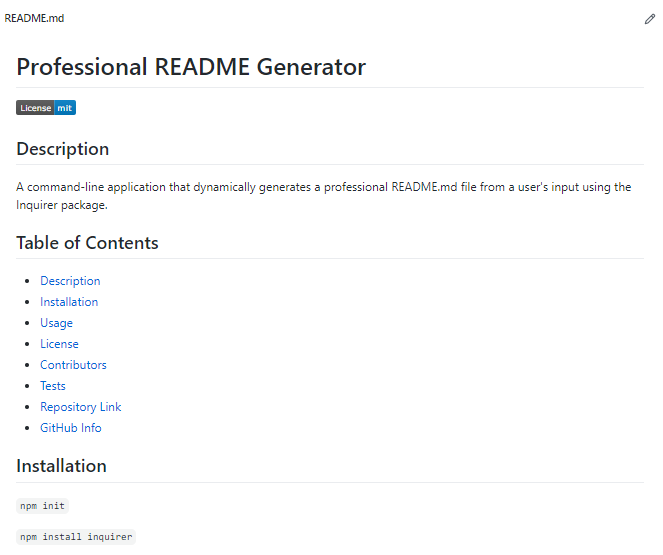 README.md
Professional README Generator
License mit
Description
A command-line application that dynamically generates a professional README.md file from a user's input using the
Inquirer package.
Table of Contents
Description
Installation
Usage
License
Contributors
Tests
Repository Link
GitHub Info
Installation
npm init
npm install inquirer